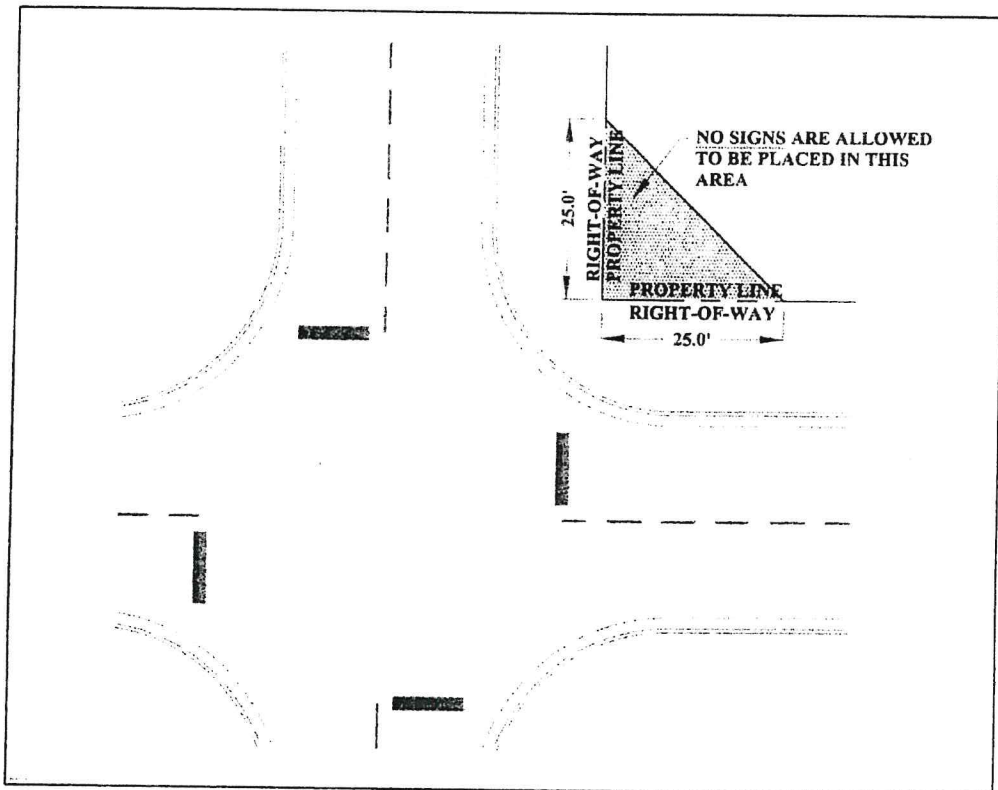 NO SIGNS ARE ALLOWED
TO BE PLACED IN THIS
AREA
25.0'
RIGHT-OF-WAY
PROPERTY LINE
PROPERTY LINE
RIGHT-OF-WAY
25.0'